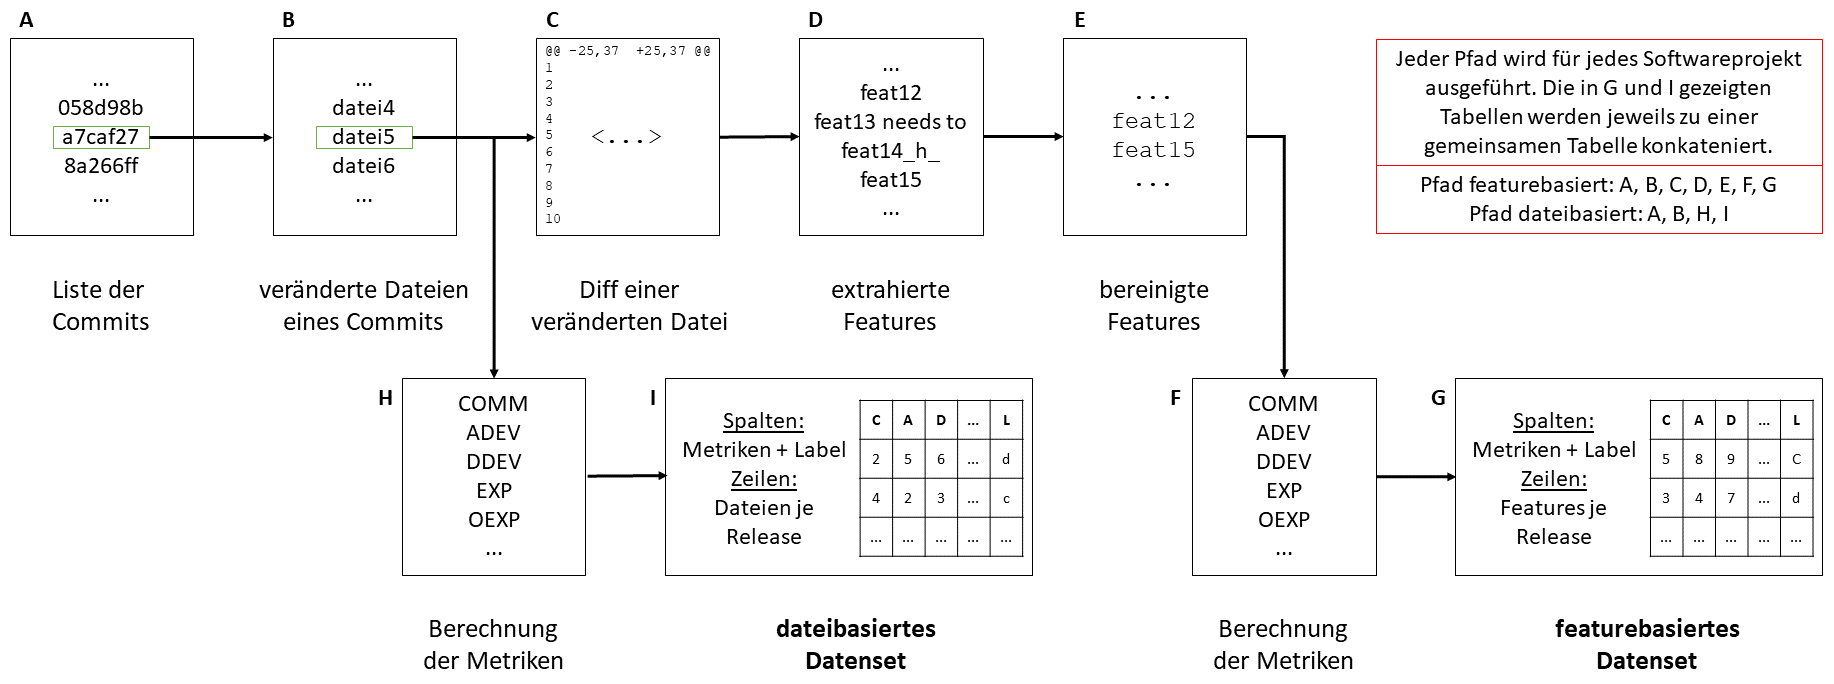 A
...
058d98b
a7caf27
8a266ff
...
Liste der
Commits
B
...
datei4
datei5
datei6
...
veränderte Dateien
eines Commits
C
@@ -25,37 +25,37 @@
1
2
3
4
5
6
7
8
9
10
<...>
Diff einer
veränderten Datei
D
...
feat12
feat13 needs to
feat14_h_
feat15
...
extrahierte
Features
E
...
feat12
feat15
...
bereinigte
Features
Jeder Pfad wird für jedes Softwareprojekt
ausgeführt. Die in G und I gezeigten
Tabellen werden jeweils zu einer
gemeinsamen Tabelle konkateniert.
Pfad featurebasiert: A, B, C, D, E, F, G
Pfad dateibasiert: A, B, H, I
H
COMM
ADEV
DDEV
EXP
OEXP
...
Berechnung
der Metriken
I
Spalten:
Metriken + Label
Zeilen:
Dateien je
Release
C A D ... L
2 5 6 ... d
4 2 3 ... c
... ... ... ... ...
dateibasiertes
Datenset
F
COMM
ADEV
DDEV
EXP
OEXP
...
Berechnung
der Metriken
G
Spalten:
Metriken + Label
Zeilen:
Features je
Release
C A D ... L
5 8 9 ... C
3 4 7 ... d
... ... ... ... ...
featurebasiertes
Datenset